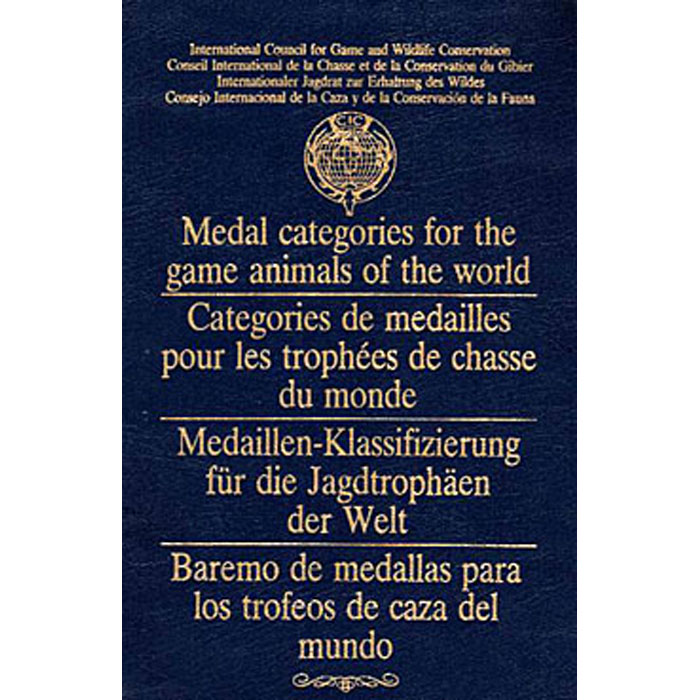 International Council for Game and Wildlife Conservation
Conseil International de la Chasse et de la Conservation du Gibier
Internationaler Jagdrat zur Erhaltung des Wildes
Consejo Internacional de la Caza y de la Conservación de la Fauna
CIC
Medal categories for the
game animals of the world
Categories de medailles
pour les trophées de chasse
du monde
Medaillen-Klassifizierung
für die Jagdtrophäen
der Welt
Baremo de medallas para
los trofeos de caza del
mundo